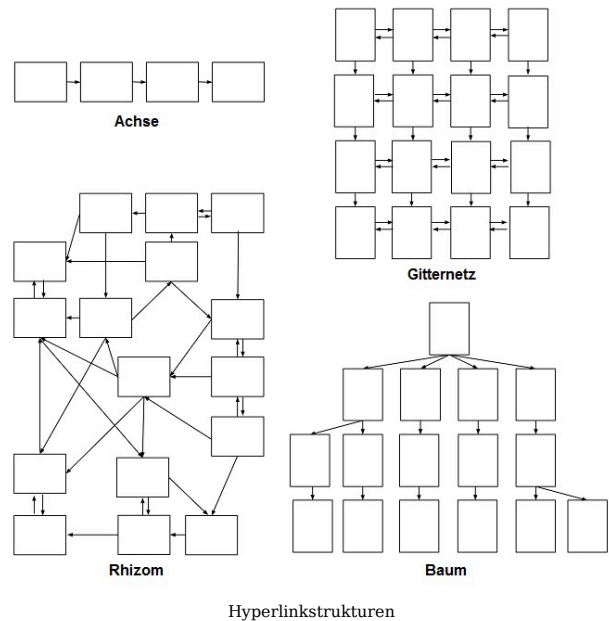 Achse
Gitternetz
Rhizom
Baum
Hyperlinkstrukturen